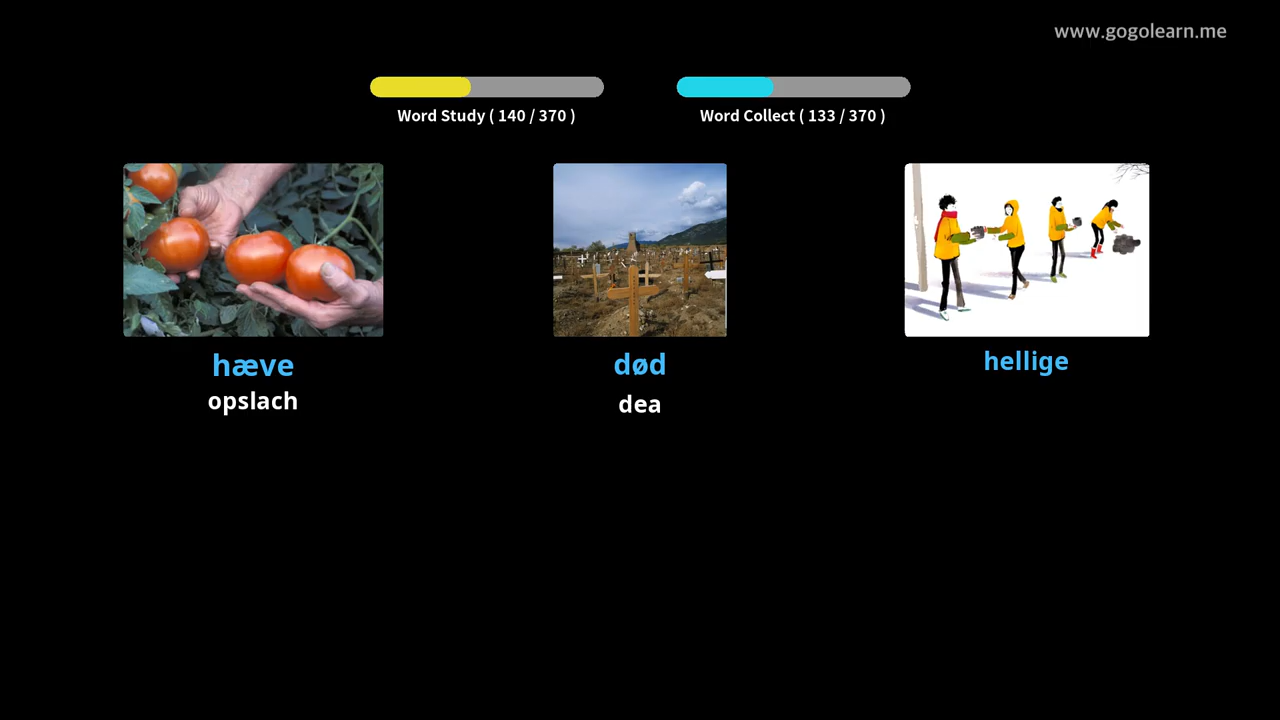 www.gogolearn.me
Word Study ( 140 / 370 )
Word Collect ( 133 / 370 )
hæve
opslach
død
dea
hellige